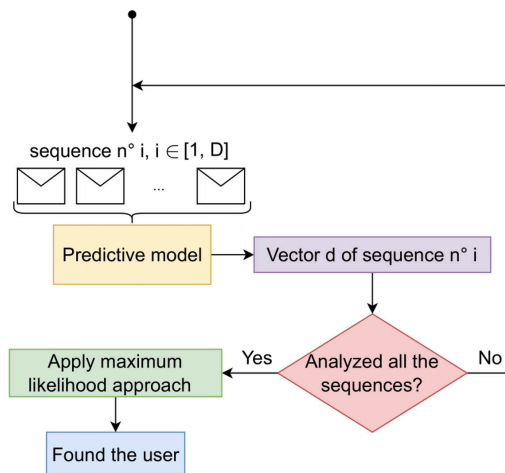 sequence n° i, i ∈ [1, D]
...
Predictive model
Vector d of sequence n° i
Analyzed all the
sequences?
Yes
No
Apply maximum
likelihood approach
Found the user